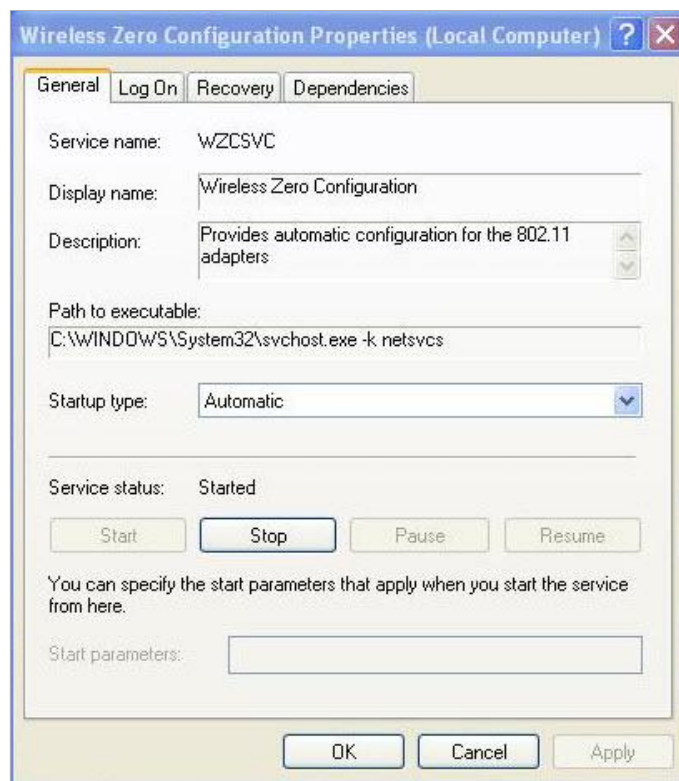 Wireless Zero Configuration Properties (Local Computer)
General Log On Recovery Dependencies
Service name: WZCSVC
Display name: Wireless Zero Configuration
Description: Provides automatic configuration for the 802.11
adapters
Path to executable:
C:\WINDOWS\System32\svchost.exe -k netsvcs
Startup type: Automatic
Service status: Started
Start Stop Pause Resume
You can specify the start parameters that apply when you start the service
from here.
Start parameters:
OK Cancel Apply